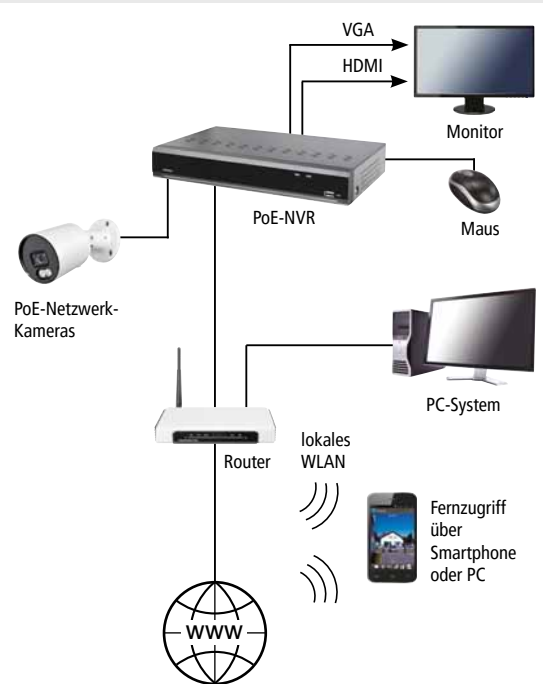 VGA
HDMI
Monitor
PoE-NVR
Maus
PoE-Netzwerk-
Kameras
PC-System
Router
lokales
WLAN
Fernzugriff
über
Smartphone
oder PC
WWW